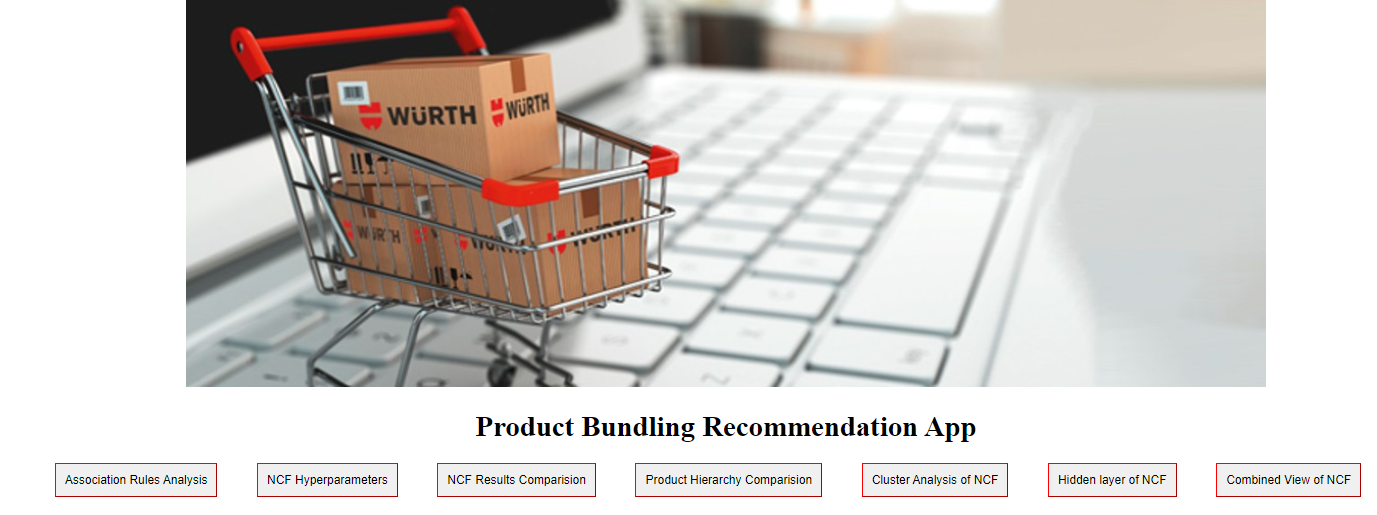 WÜRTH WÜRTH
WÜRTH WÜRTH WÜRTH
Product Bundling Recommendation App
Association Rules Analysis
NCF Hyperparameters
NCF Results Comparision
Product Hierarchy Comparision
Cluster Analysis of NCF
Hidden layer of NCF
Combined View of NCF